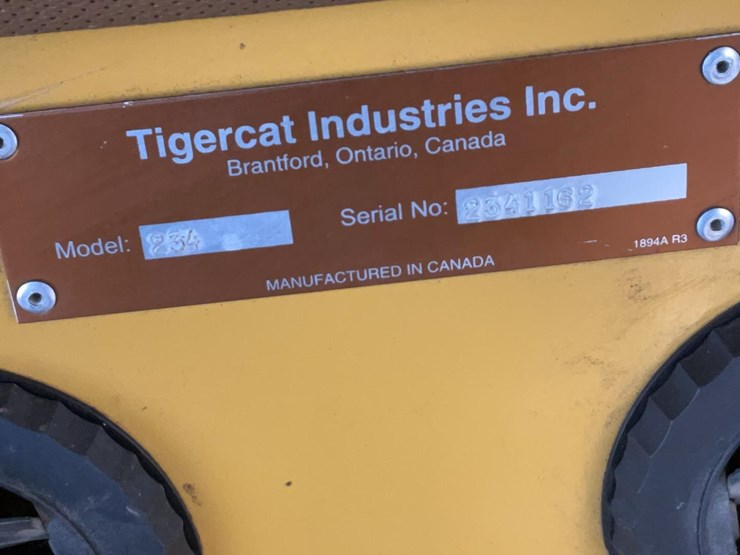 Tigercat Industries Inc.
Brantford, Ontario, Canada
Model: 234
Serial No: 2341162
1894A R3
MANUFACTURED IN CANADA